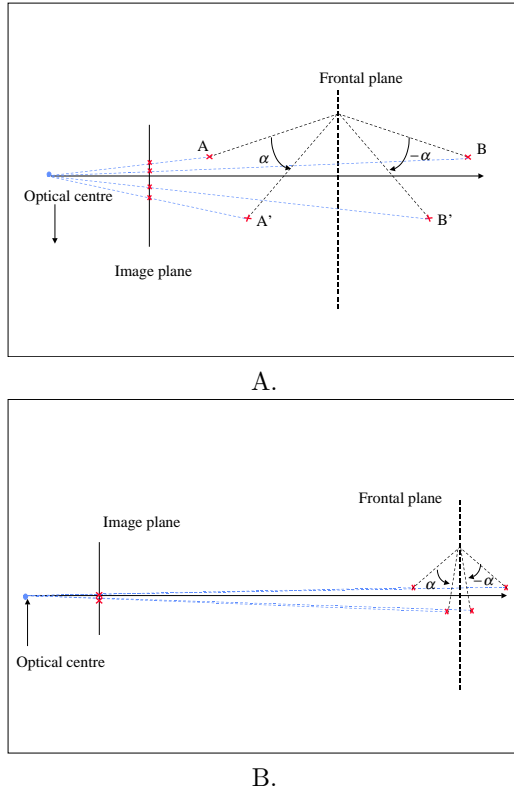 Frontal plane
A
B
α
−α
Optical centre
A’
B’
Image plane
A.
Frontal plane
Image plane
α
−α
Optical centre
B.